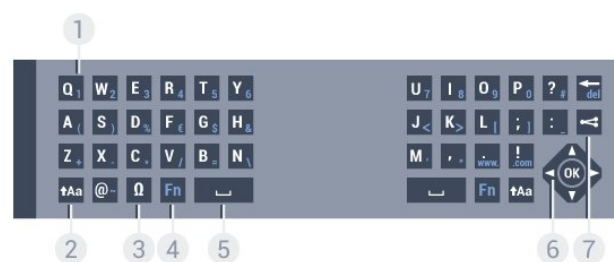 1
Q 1 W 2 E 3 R 4 T 5 Y 6 U 7 I 8 O 9 P 0 ? # del
A ( S ) D % F € G $ H & J < K > L [ ; ] : _
Z + X - C * V / B = N \ M ' , " . www. ! .com
Aa @ ~ Ω Fn Fn Aa OK
2 3 4 5 6 7